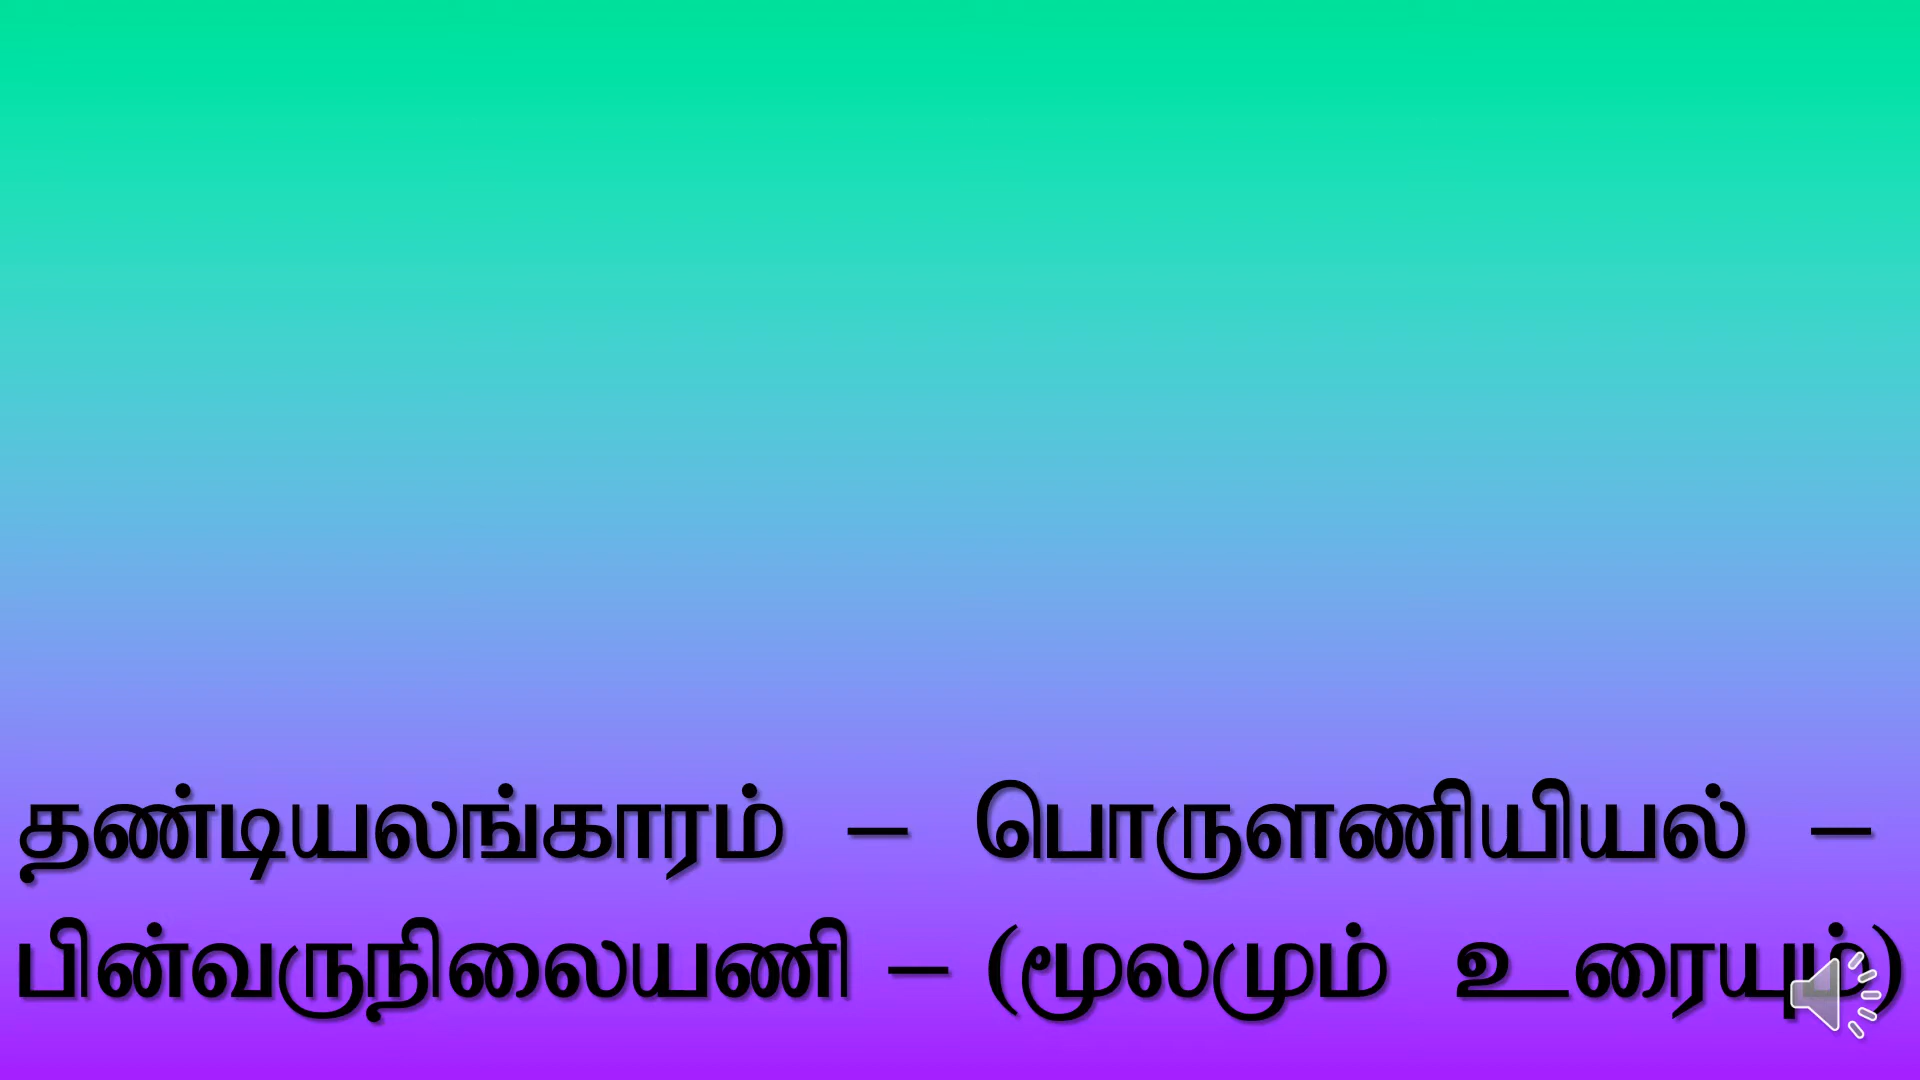 தண்டியலங்காரம் – பொருளணியியல் –
பின்வருநிலையணி – (மூலமும் உரையும்)